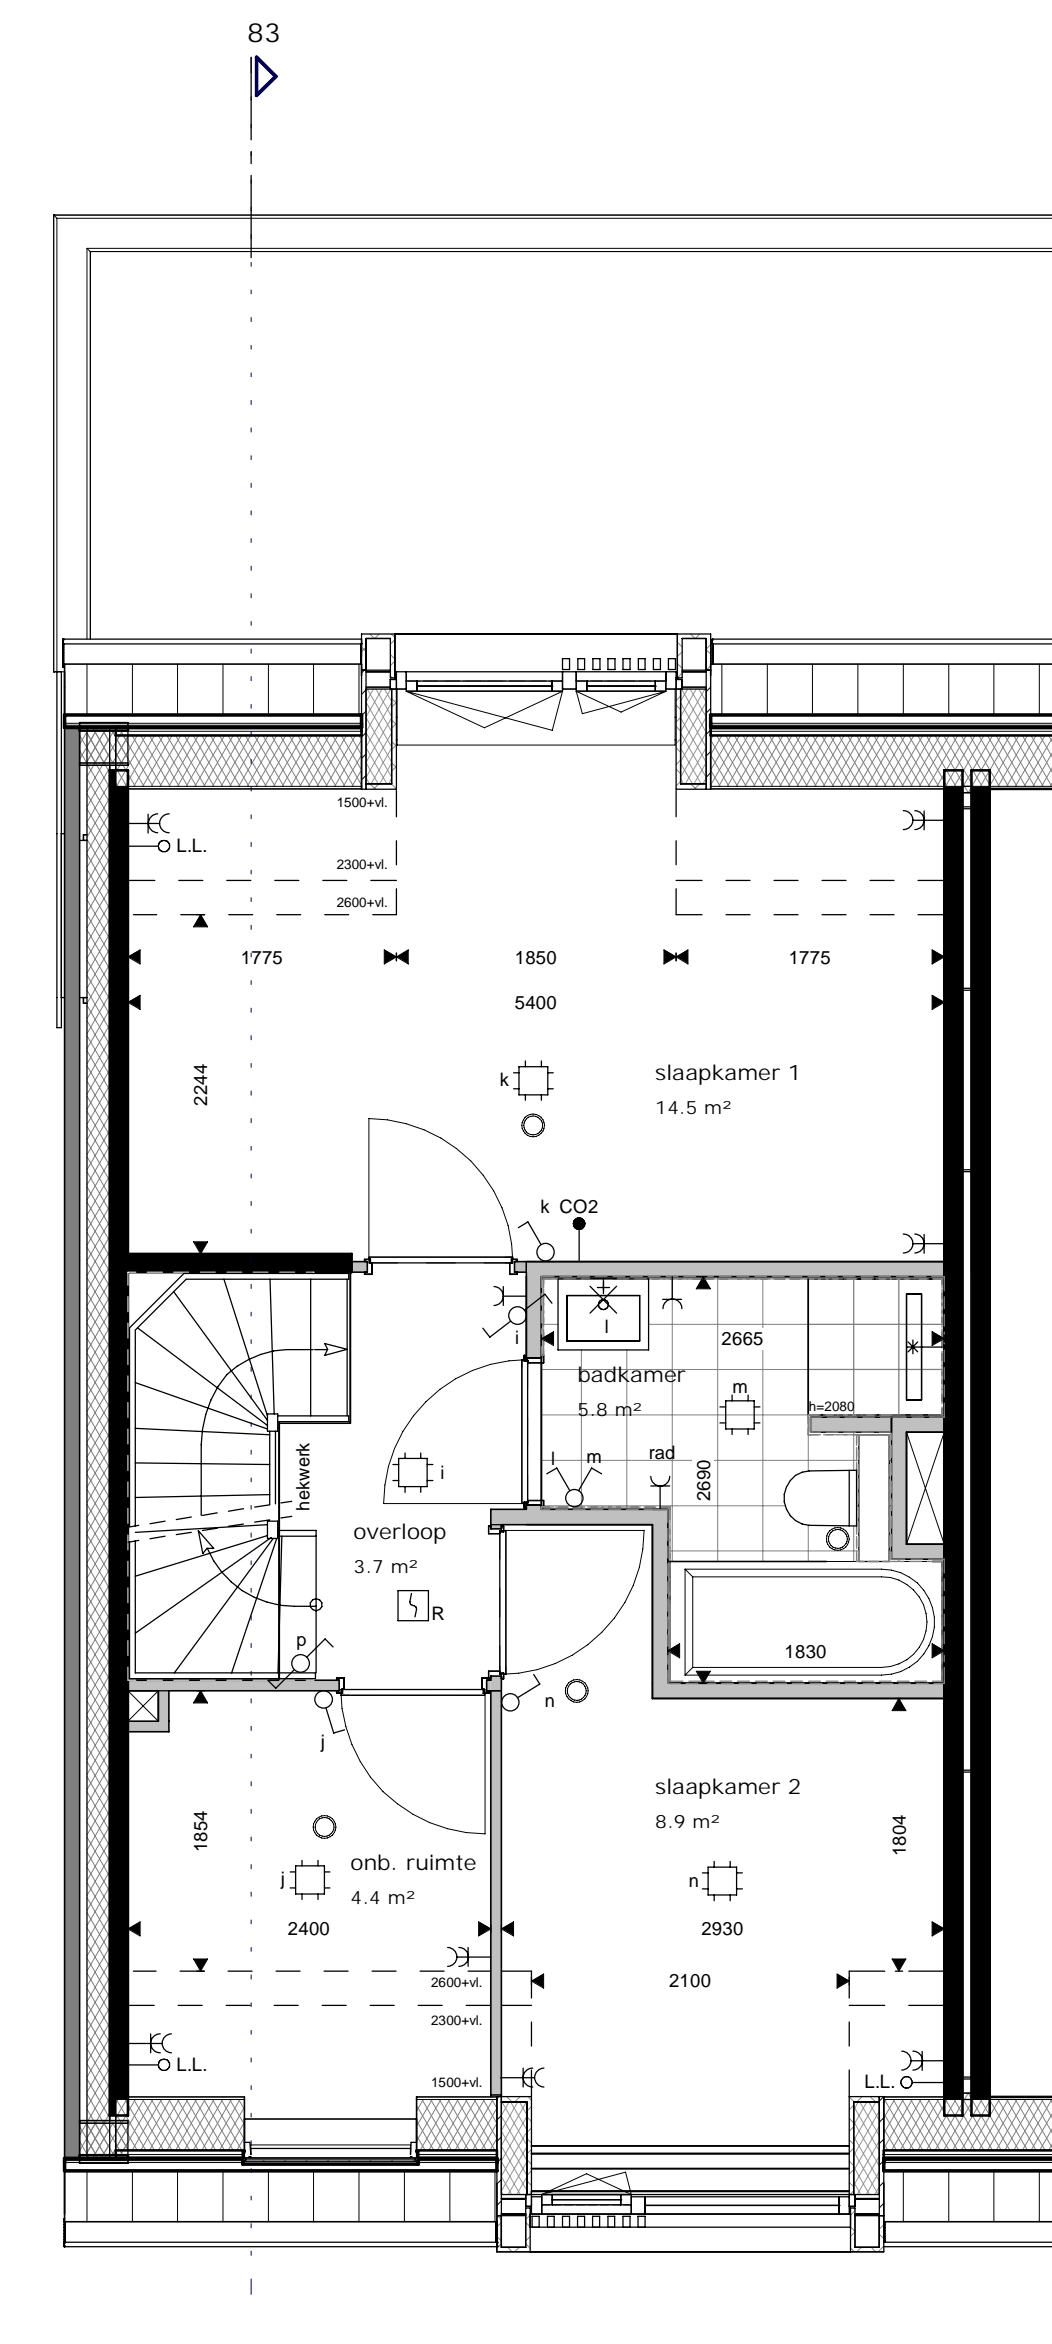 83
1500+vl.
L.L.
2300+vl.
2600+vl.
1775
1850
1775
5400
2244
slaapkamer 1
k
14.5 m²
k CO2
i
l
2665
badkamer
m
5.8 m²
h=2080
hekwerk
i
l
m
rad
2690
overloop
3.7 m²
R
p
1830
n
j
slaapkamer 2
8.9 m²
1854
1804
onb. ruimte
j
4.4 m²
n
2400
2930
2600+vl.
2100
2300+vl.
L.L.
1500+vl.
L.L.